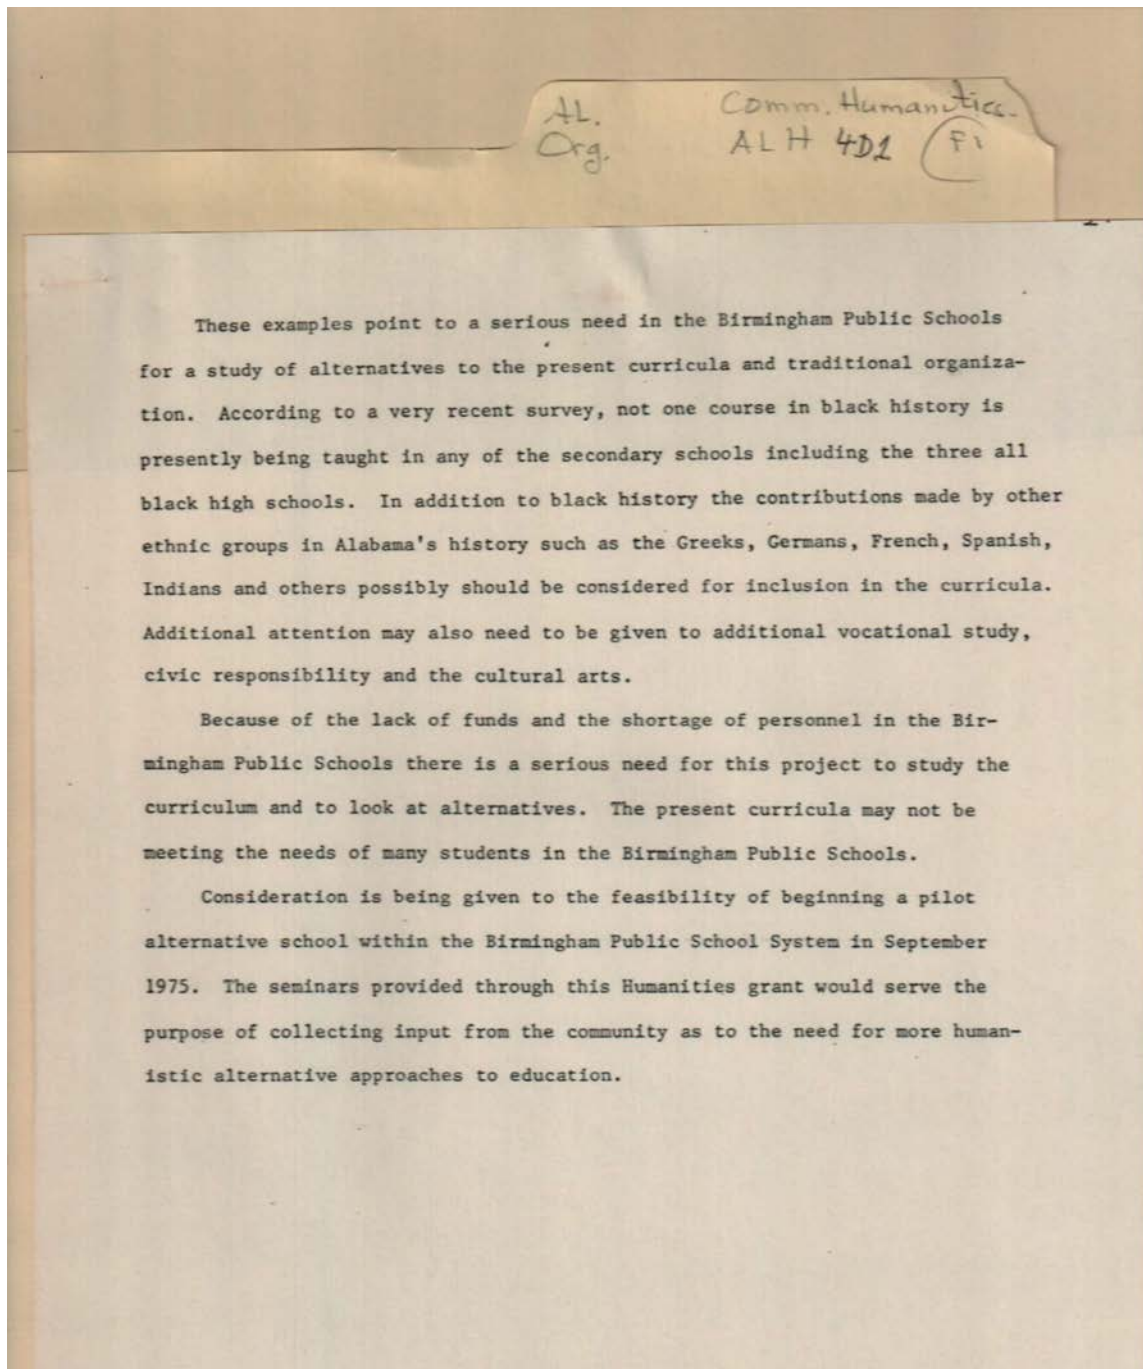 AL. Comm. Humanities.
Org. ALH 4D1 F1
These examples point to a serious need in the Birmingham Public Schools
for a study of alternatives to the present curricula and traditional organiza-
tion. According to a very recent survey, not one course in black history is
presently being taught in any of the secondary schools including the three all
black high schools. In addition to black history the contributions made by other
ethnic groups in Alabama's history such as the Greeks, Germans, French, Spanish,
Indians and others possibly should be considered for inclusion in the curricula.
Additional attention may also need to be given to additional vocational study,
civic responsibility and the cultural arts.
Because of the lack of funds and the shortage of personnel in the Bir-
mingham Public Schools there is a serious need for this project to study the
curriculum and to look at alternatives. The present curricula may not be
meeting the needs of many students in the Birmingham Public Schools.
Consideration is being given to the feasibility of beginning a pilot
alternative school within the Birmingham Public School System in September
1975. The seminars provided through this Humanities grant would serve the
purpose of collecting input from the community as to the need for more human-
istic alternative approaches to education.